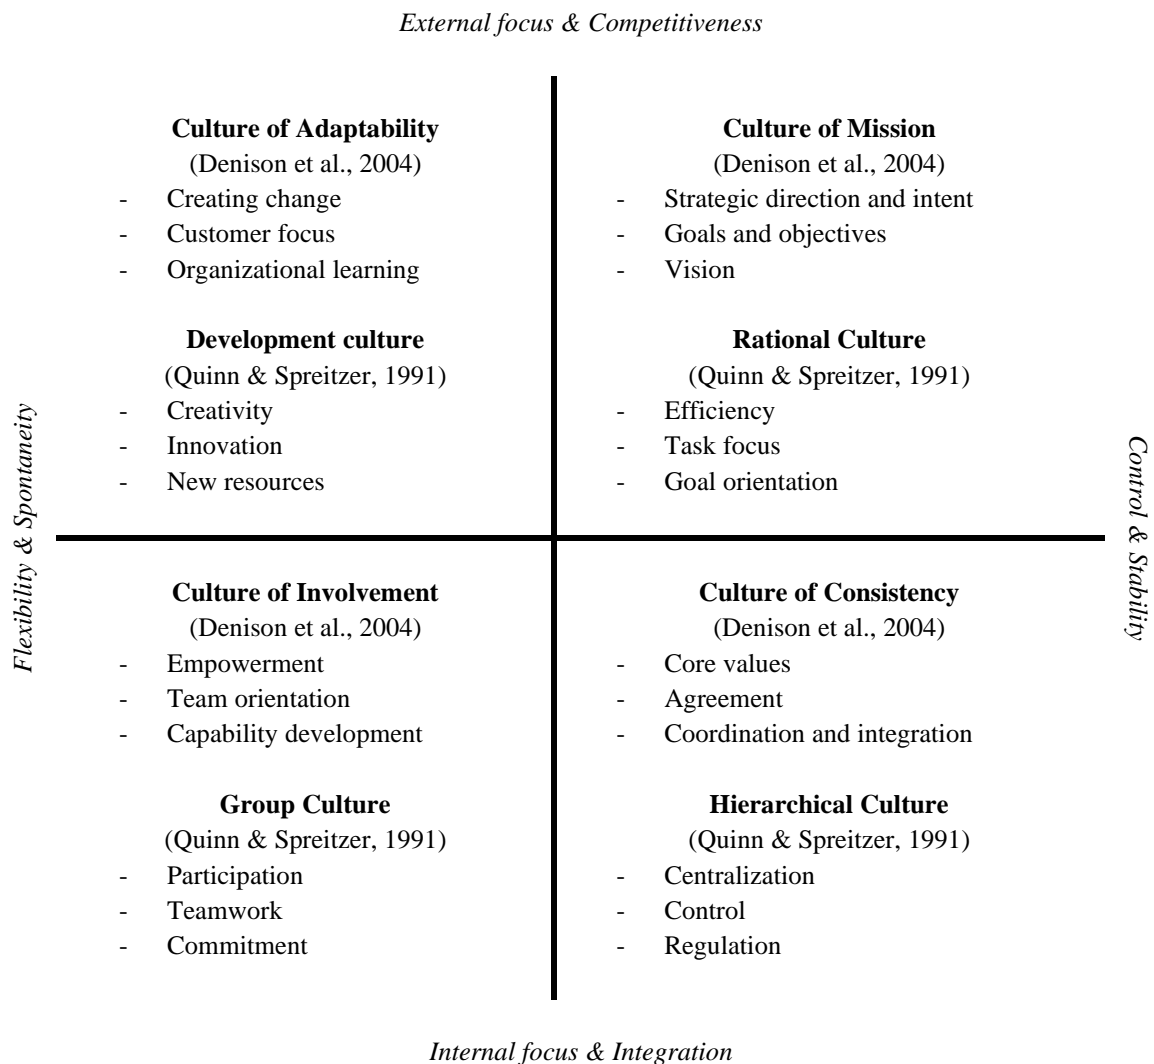 External focus & Competitiveness
Culture of Adaptability
(Denison et al., 2004)
- Creating change
- Customer focus
- Organizational learning
Development culture
(Quinn & Spreitzer, 1991)
- Creativity
- Innovation
- New resources
Culture of Mission
(Denison et al., 2004)
- Strategic direction and intent
- Goals and objectives
- Vision
Rational Culture
(Quinn & Spreitzer, 1991)
- Efficiency
- Task focus
- Goal orientation
Flexibility & Spontaneity
Control & Stability
Culture of Involvement
(Denison et al., 2004)
- Empowerment
- Team orientation
- Capability development
Group Culture
(Quinn & Spreitzer, 1991)
- Participation
- Teamwork
- Commitment
Culture of Consistency
(Denison et al., 2004)
- Core values
- Agreement
- Coordination and integration
Hierarchical Culture
(Quinn & Spreitzer, 1991)
- Centralization
- Control
- Regulation
Internal focus & Integration